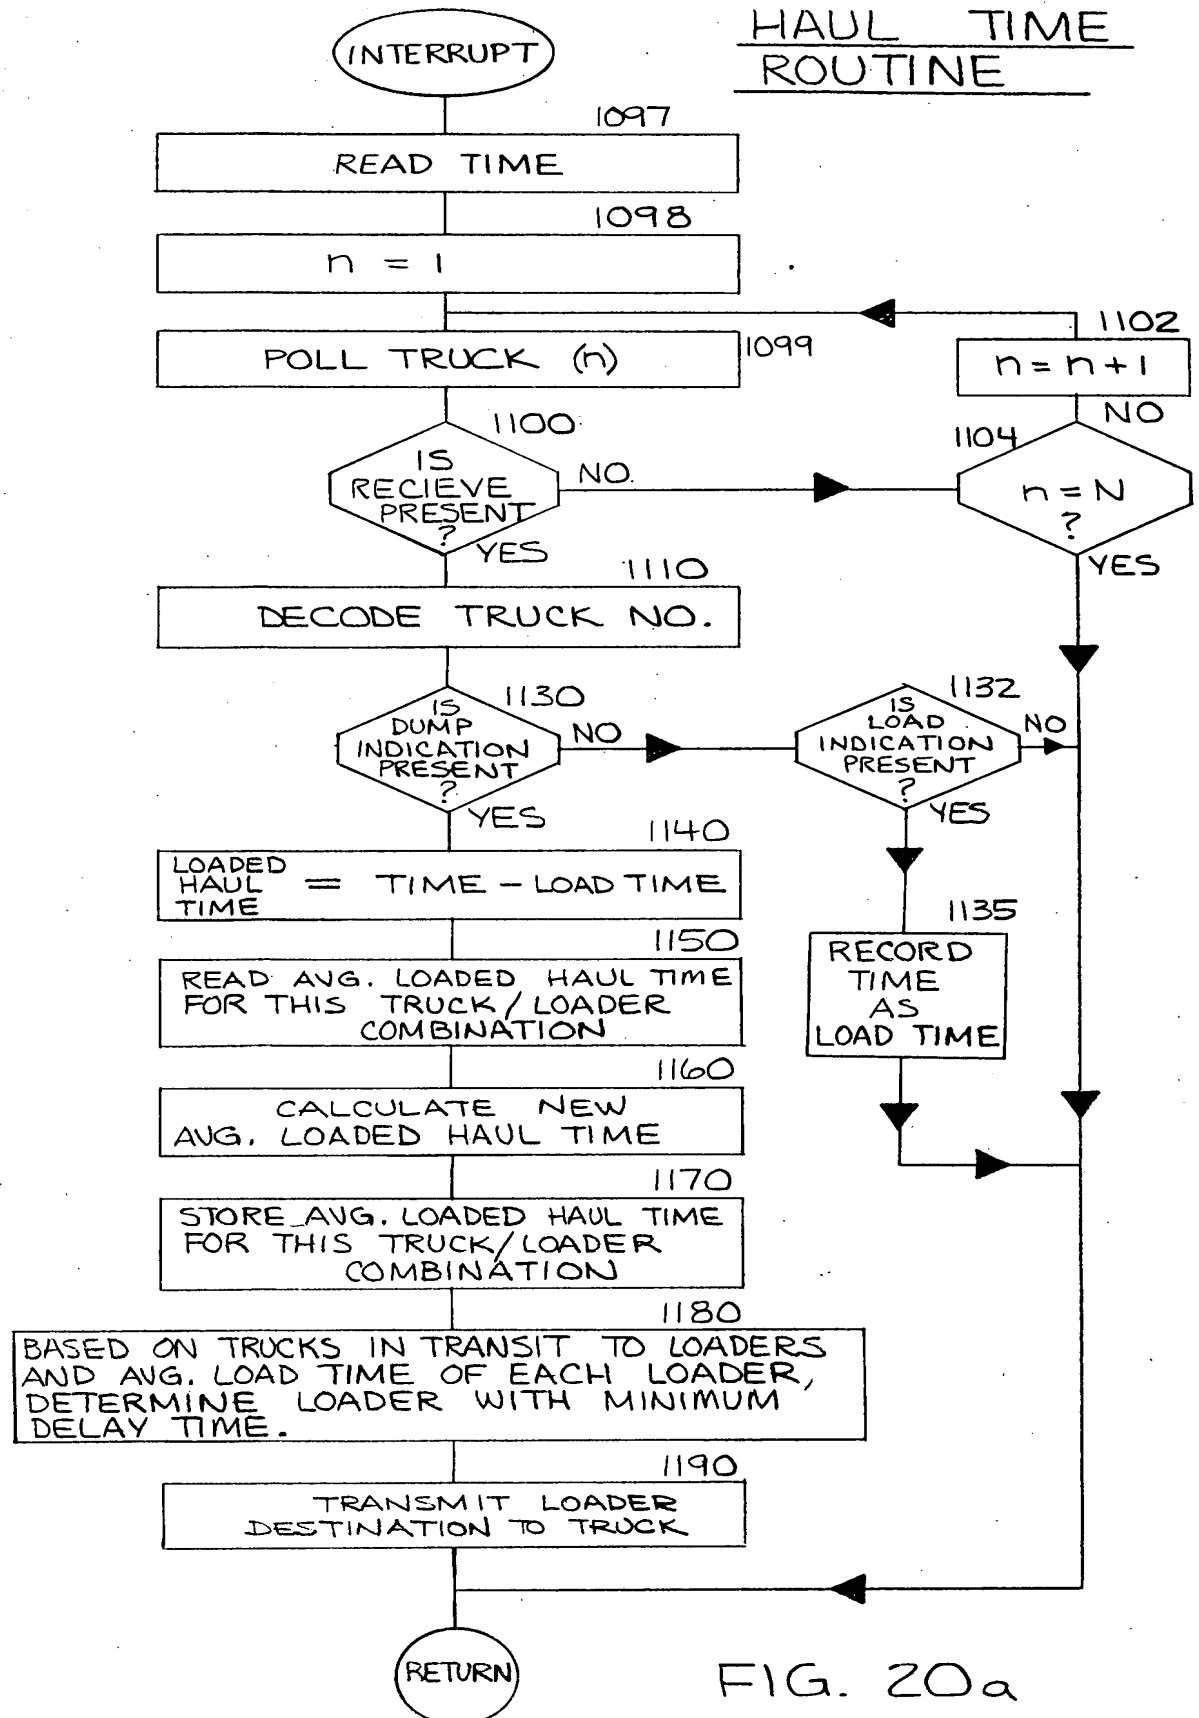 HAUL TIME
ROUTINE
INTERRUPT
1097
READ TIME
1098
n = 1
1099
POLL TRUCK (n)
1102
n = n + 1
NO
1100
IS
RECIEVE
PRESENT
?
NO
YES
1104
n = N
?
YES
1110
DECODE TRUCK NO.
1130
IS
DUMP
INDICATION
PRESENT
?
NO
YES
1132
IS
LOAD
INDICATION
PRESENT
?
NO
YES
1140
LOADED
HAUL
TIME
= TIME - LOAD TIME
1135
RECORD
TIME
AS
LOAD TIME
1150
READ AVG. LOADED HAUL TIME
FOR THIS TRUCK/LOADER
COMBINATION
1160
CALCULATE NEW
AVG. LOADED HAUL TIME
1170
STORE AVG. LOADED HAUL TIME
FOR THIS TRUCK/LOADER
COMBINATION
1180
BASED ON TRUCKS IN TRANSIT TO LOADERS
AND AVG. LOAD TIME OF EACH LOADER,
DETERMINE LOADER WITH MINIMUM
DELAY TIME.
1190
TRANSMIT LOADER
DESTINATION TO TRUCK
RETURN
FIG. 20a